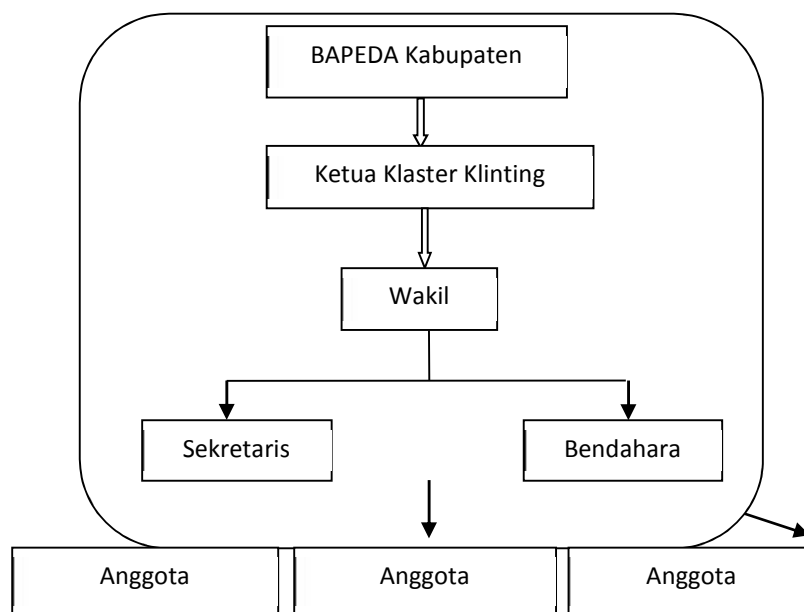 BAPEDA Kabupaten
Ketua Klaster Klinting
Wakil
Sekretaris
Bendahara
Anggota
Anggota
Anggota